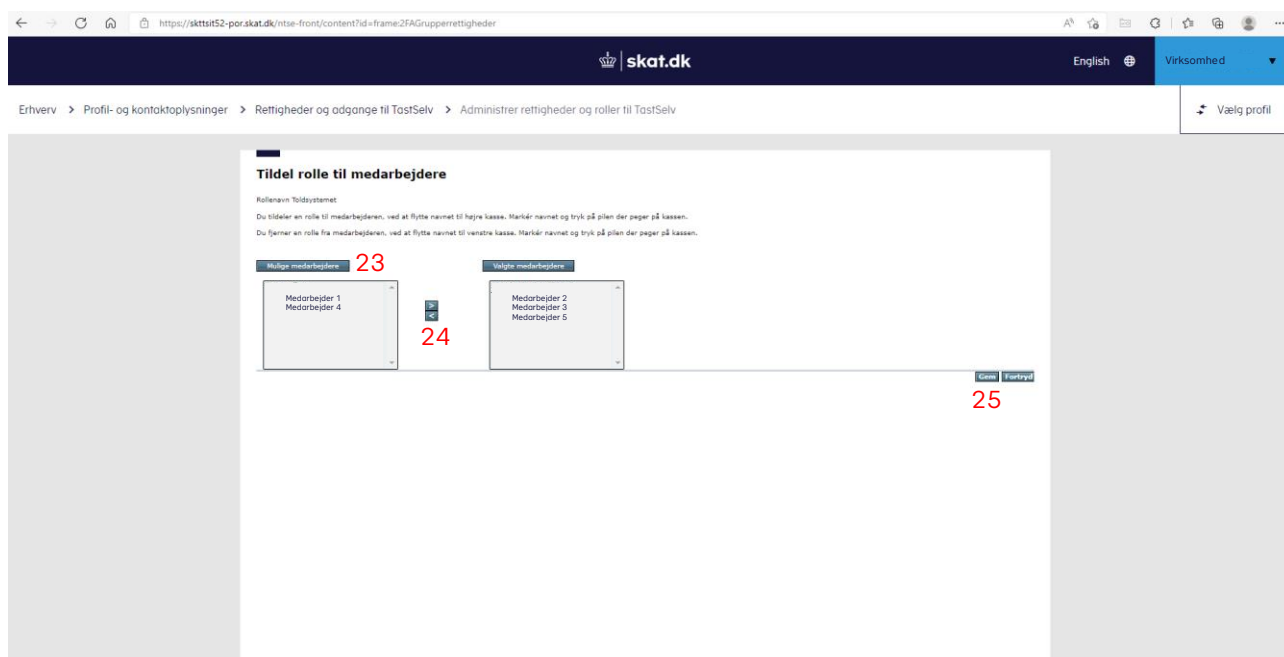 https://skttsit52-por.skat.dk/ntse-front/content?id=frame:2FAGrupperrettigheder
skat.dk
English
Virksomhed
Erhverv > Profil- og kontaktoplysninger > Rettigheder og adgange til TastSelv > Administrer rettigheder og roller til TastSelv
Vælg profil
Tildel rolle til medarbejdere
Rollenavn Toldsystemet
Du tildeler en rolle til medarbejderen, ved at flytte navnet til højre kasse. Markér navnet og tryk på pilen der peger på kassen.
Du fjerner en rolle fra medarbejderen, ved at flytte navnet til venstre kasse. Markér navnet og tryk på pilen der peger på kassen.
Mulige medarbejdere 23
Valgte medarbejdere
Medarbejder 1
Medarbejder 4
>
<
24
Medarbejder 2
Medarbejder 3
Medarbejder 5
Gem Fortryd
25